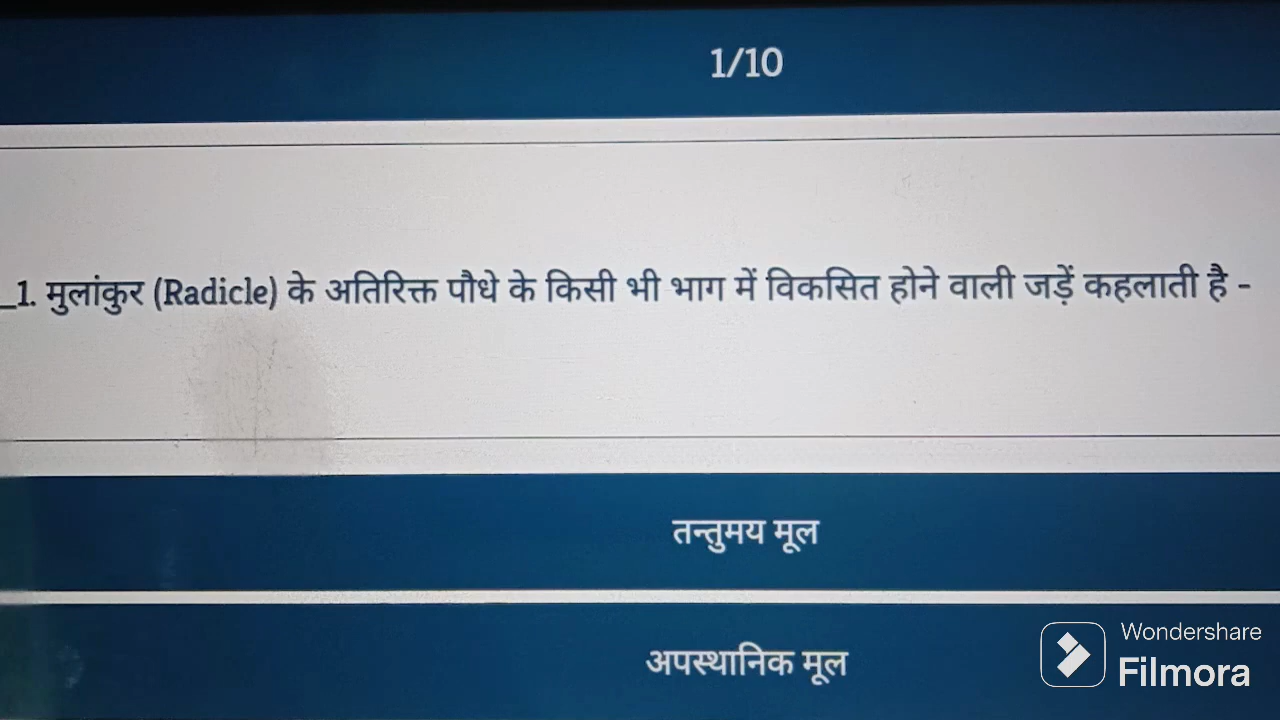 1/10
1. मुलांकुर (Radicle) के अतिरिक्त पौधे के किसी भी भाग में विकसित होने वाली जड़ें कहलाती है -
तन्तुमय मूल
अपस्थानिक मूल
Wondershare
Filmora